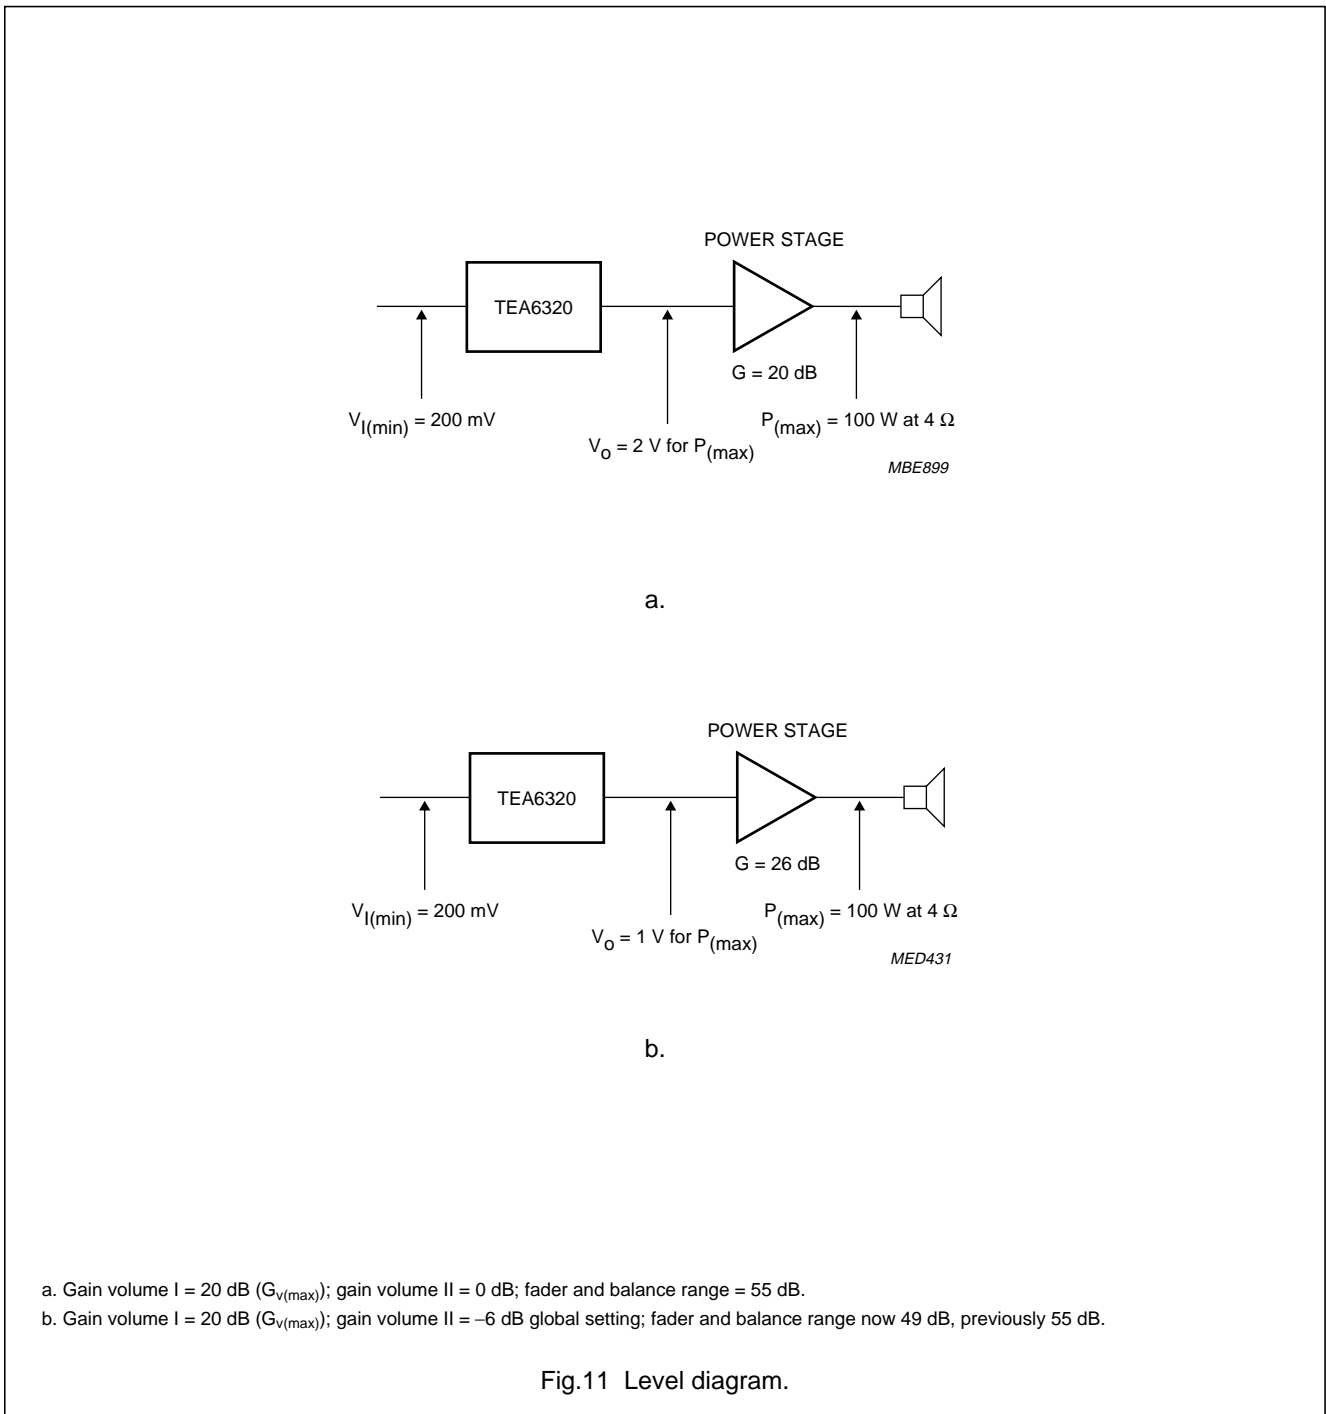 POWER STAGE
TEA6320
G = 20 dB
V_I(min) = 200 mV
P_(max) = 100 W at 4 Ω
V_o = 2 V for P_(max)
MBE899
a.
POWER STAGE
TEA6320
G = 26 dB
V_I(min) = 200 mV
P_(max) = 100 W at 4 Ω
V_o = 1 V for P_(max)
MED431
b.
a. Gain volume I = 20 dB (G_v(max)); gain volume II = 0 dB; fader and balance range = 55 dB.
b. Gain volume I = 20 dB (G_v(max)); gain volume II = −6 dB global setting; fader and balance range now 49 dB, previously 55 dB.
Fig.11 Level diagram.